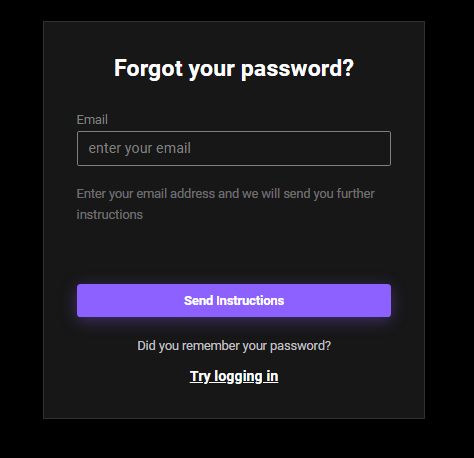 Forgot your password?
Email
enter your email
Enter your email address and we will send you further
instructions
Send Instructions
Did you remember your password?
Try logging in